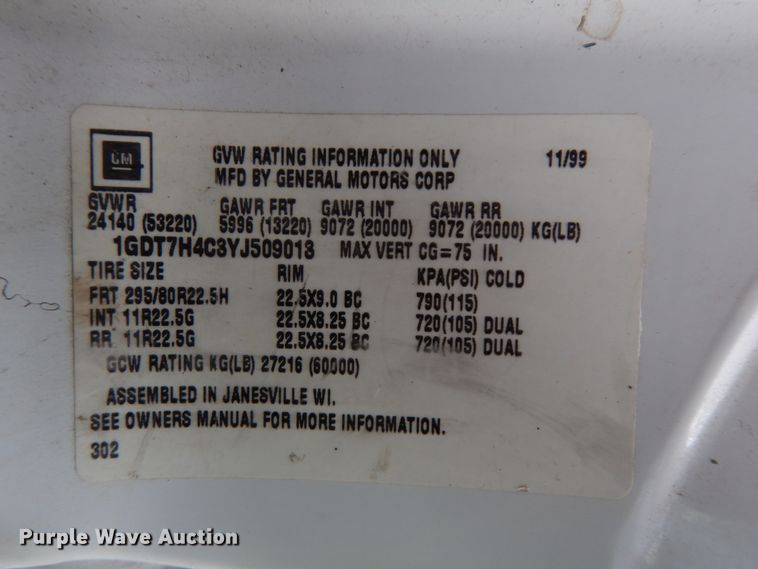 GM
GVW RATING INFORMATION ONLY 11/99
MFD BY GENERAL MOTORS CORP
GVWR GAWR FRT GAWR INT GAWR RR
24140 (53220) 5996 (13220) 9072 (20000) 9072 (20000) KG(LB)
1GDT7H4C3YJ509013 MAX VERT CG=75 IN.
TIRE SIZE RIM KPA(PSI) COLD
FRT 295/80R22.5H 22.5X9.0 BC 790(115)
INT 11R22.5G 22.5X8.25 BC 720(105) DUAL
RR 11R22.5G 22.5X8.25 BC 720(105) DUAL
GCW RATING KG(LB) 27216 (60000)
ASSEMBLED IN JANESVILLE WI.
SEE OWNERS MANUAL FOR MORE INFORMATION.
302
Purple Wave Auction